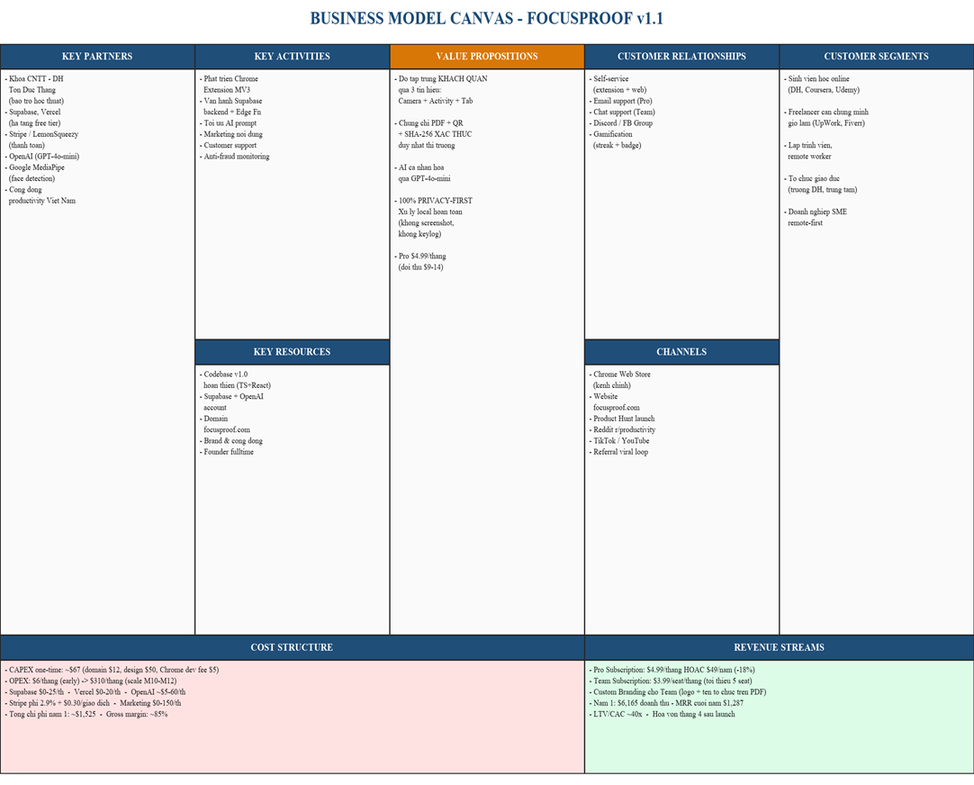 BUSINESS MODEL CANVAS - FOCUSPROOF v1.1
KEY PARTNERS
- Khoa CNTT - DH
Ton Duc Thang
(bao tro hoc thuat)
- Supabase, Vercel
(ha tang free tier)
- Stripe / LemonSqueezy
(thanh toan)
- OpenAI (GPT-4o-mini)
- Google MediaPipe
(face detection)
- Cong dong
productivity Viet Nam
KEY ACTIVITIES
- Phat trien Chrome
Extension MV3
- Van hanh Supabase
backend + Edge Fn
- Toi uu AI prompt
- Marketing noi dung
- Customer support
- Anti-fraud monitoring
KEY RESOURCES
- Codebase v1.0
hoan thien (TS+React)
- Supabase + OpenAI
account
- Domain
focusproof.com
- Brand & cong dong
- Founder fulltime
VALUE PROPOSITIONS
- Do tap trung KHACH QUAN
qua 3 tin hieu:
Camera + Activity + Tab
- Chung chi PDF + QR
+ SHA-256 XAC THUC
duy nhat thi truong
- AI ca nhan hoa
qua GPT-4o-mini
- 100% PRIVACY-FIRST
Xu ly local hoan toan
(khong screenshot,
khong keylog)
- Pro $4.99/thang
(doi thu $9-14)
CUSTOMER RELATIONSHIPS
- Self-service
(extension + web)
- Email support (Pro)
- Chat support (Team)
- Discord / FB Group
- Gamification
(streak + badge)
CHANNELS
- Chrome Web Store
(kenh chinh)
- Website
focusproof.com
- Product Hunt launch
- Reddit r/productivity
- TikTok / YouTube
- Referral viral loop
CUSTOMER SEGMENTS
- Sinh vien hoc online
(DH, Coursera, Udemy)
- Freelancer can chung minh
gio lam (UpWork, Fiverr)
- Lap trinh vien,
remote worker
- To chuc giao duc
(truong DH, trung tam)
- Doanh nghiep SME
remote-first
COST STRUCTURE
- CAPEX one-time: ~$67 (domain $12, design $50, Chrome dev fee $5)
- OPEX: $6/thang (early) -> $310/thang (scale M10-M12)
- Supabase $0-25/th - Vercel $0-20/th - OpenAI ~$5-60/th
- Stripe phi 2.9% + $0.30/giao dich - Marketing $0-150/th
- Tong chi phi nam 1: ~$1,525 - Gross margin: ~85%
REVENUE STREAMS
- Pro Subscription: $4.99/thang HOAC $49/nam (-18%)
- Team Subscription: $3.99/seat/thang (toi thieu 5 seat)
- Custom Branding cho Team (logo + ten to chuc tren PDF)
- Nam 1: $6,165 doanh thu - MRR cuoi nam $1,287
- LTV/CAC ~40x - Hoa von thang 4 sau launch